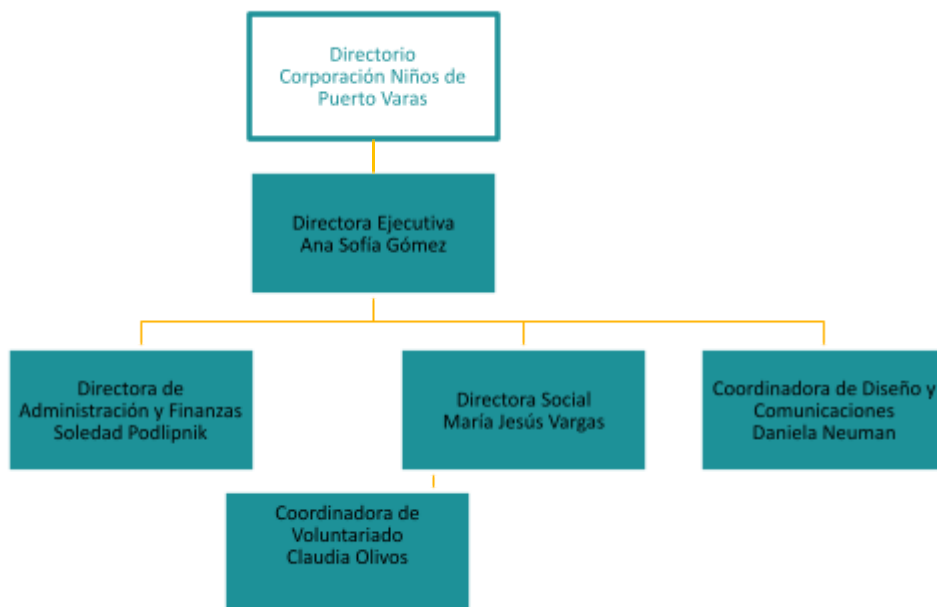 Directorio
Corporación Niños de
Puerto Varas
Directora Ejecutiva
Ana Sofía Gómez
Directora de
Administración y Finanzas
Soledad Podlipnik
Directora Social
María Jesús Vargas
Coordinadora de Diseño y
Comunicaciones
Daniela Neuman
Coordinadora de
Voluntariado
Claudia Olivos